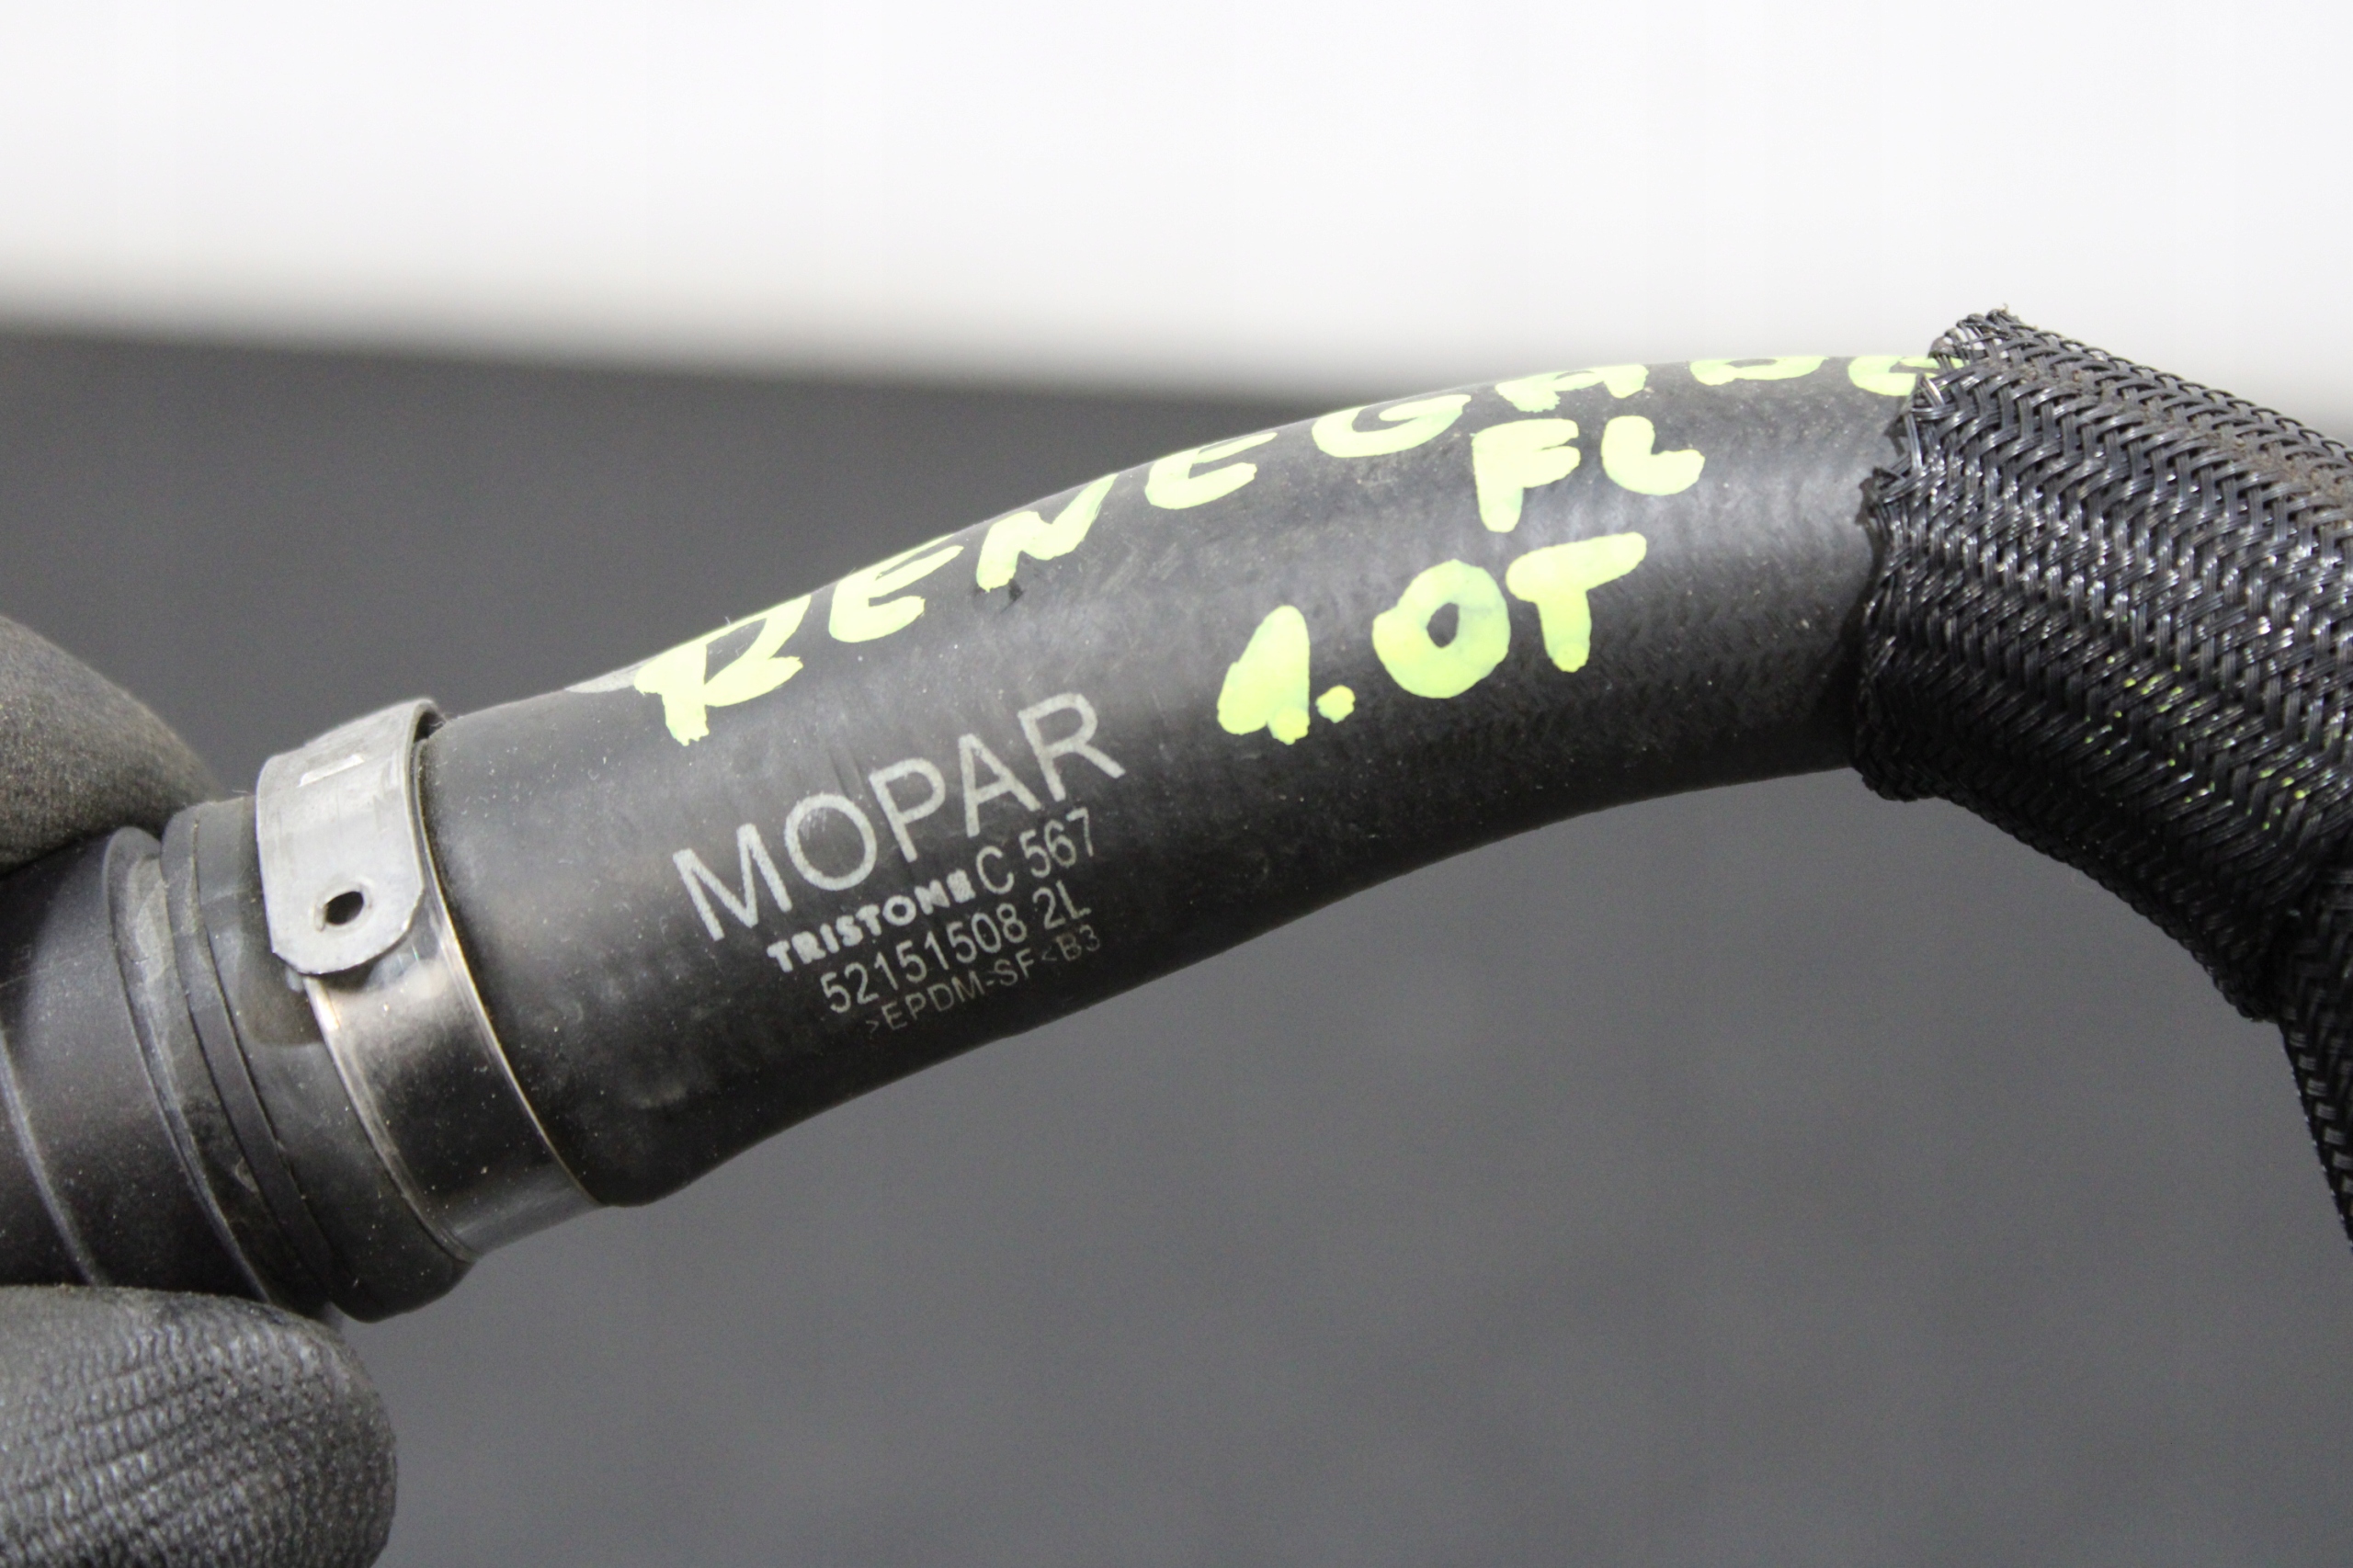 RENEGADE
FL
1.0T
MOPAR
TRISTONE C 567
52151508 2L
>EPDM-SF<B3